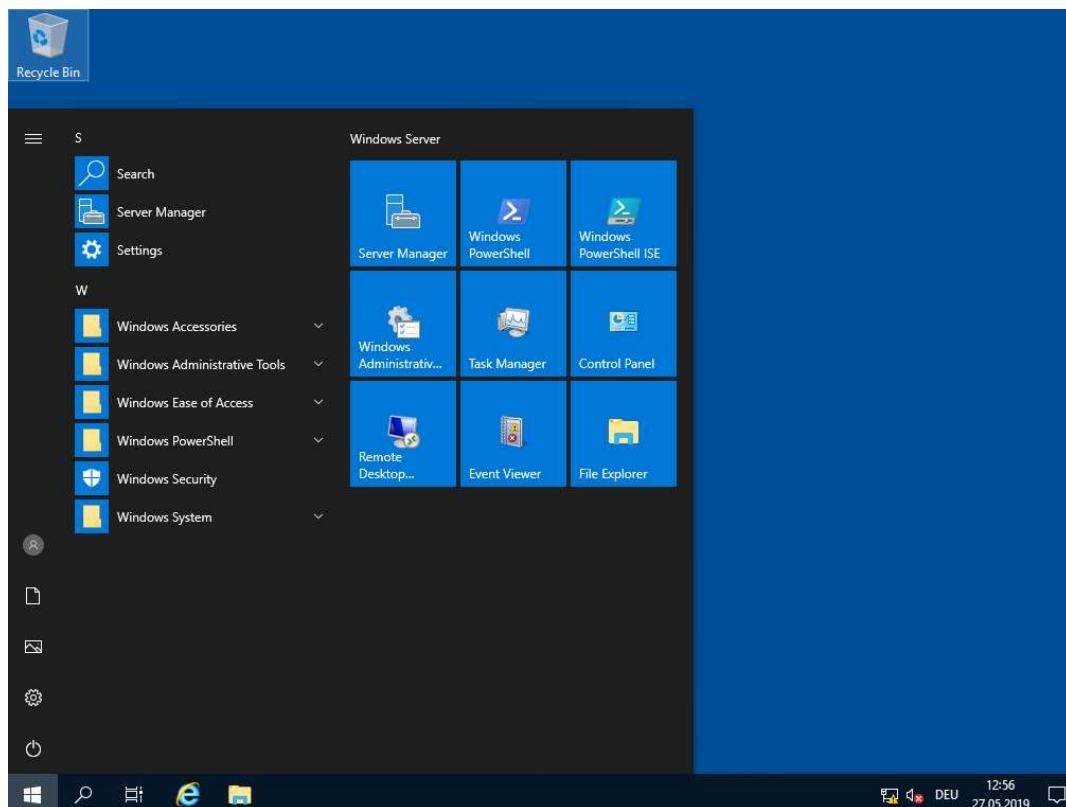 Recycle Bin
S
Search
Server Manager
Settings
W
Windows Accessories
Windows Administrative Tools
Windows Ease of Access
Windows PowerShell
Windows Security
Windows System
Windows Server
Server Manager
Windows
PowerShell
Windows
PowerShell ISE
Windows
Administrativ...
Task Manager
Control Panel
Remote
Desktop...
Event Viewer
File Explorer
DEU
12:56
27.05.2019